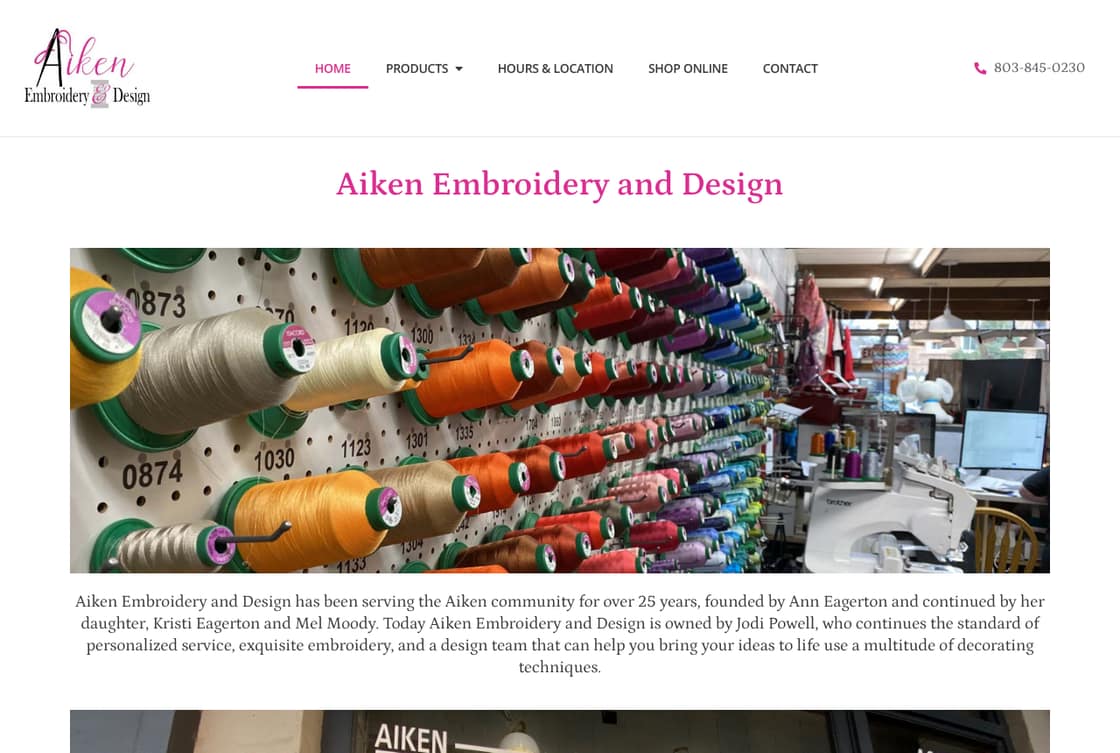 Aiken
Embroidery & Design
HOME
PRODUCTS
HOURS & LOCATION
SHOP ONLINE
CONTACT
803-845-0230
Aiken Embroidery and Design
0873
1120
1300
0874
1030
1123
1301
1335
1304
1133
brother
Aiken Embroidery and Design has been serving the Aiken community for over 25 years, founded by Ann Eagerton and continued by her
daughter, Kristi Eagerton and Mel Moody. Today Aiken Embroidery and Design is owned by Jodi Powell, who continues the standard of
personalized service, exquisite embroidery, and a design team that can help you bring your ideas to life use a multitude of decorating
techniques.
AIKEN